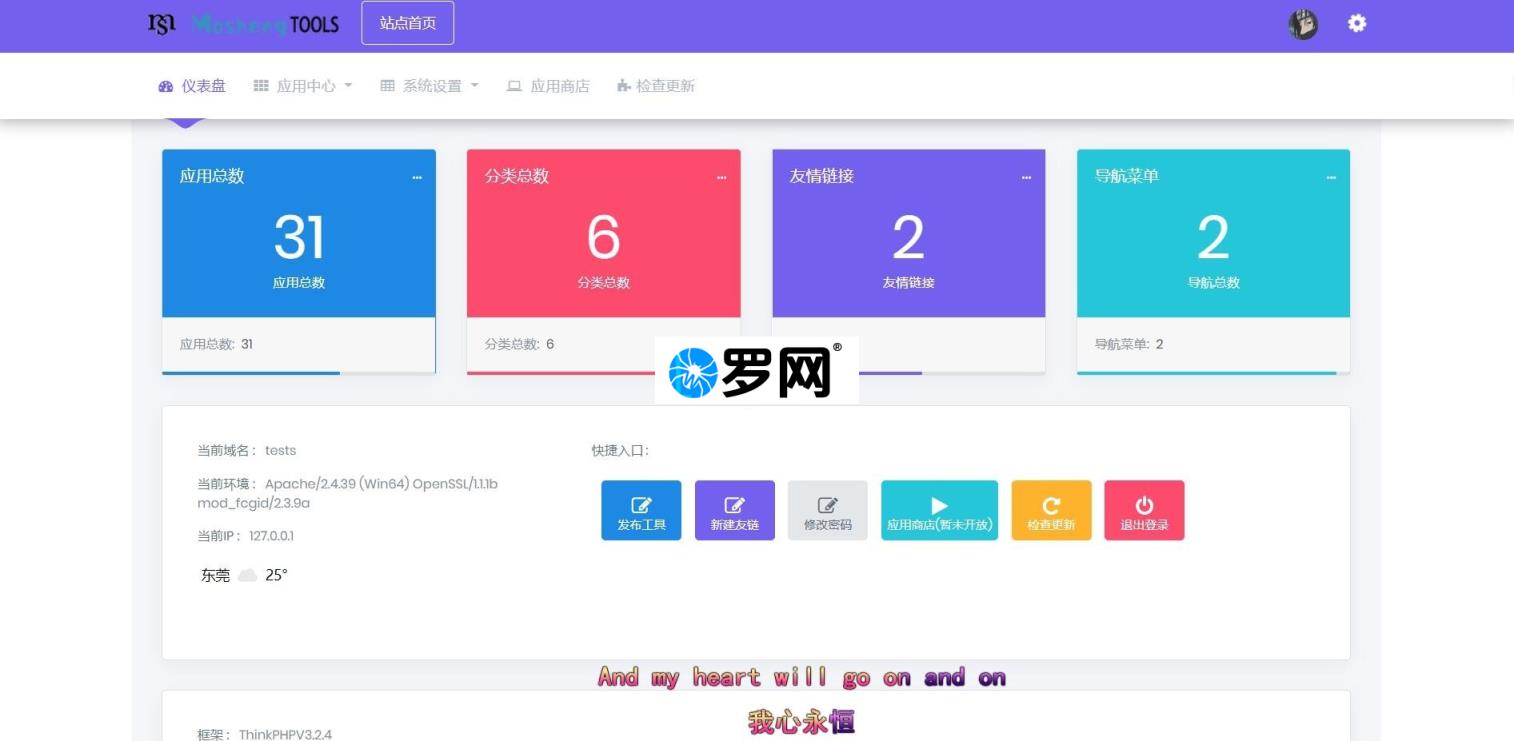 Mosheng TOOLS
站点首页
仪表盘 应用中心 系统设置 应用商店 检查更新
应用总数 ... 分类总数 ... 友情链接 ... 导航菜单 ...
31 6 2 2
应用总数 分类总数 友情链接 导航总数
应用总数: 31 分类总数: 6 导航菜单: 2
罗网®
当前域名: tests
当前环境: Apache/2.4.39 (Win64) OpenSSL/1.1.1b
mod_fcgid/2.3.9a
当前IP: 127.0.0.1
东莞 25°
快捷入口:
发布工具 新建友链 修改密码 应用商店(暂未开放) 检查更新 退出登录
And my heart will go on and on
我心永恒
框架: ThinkPHPV3.2.4